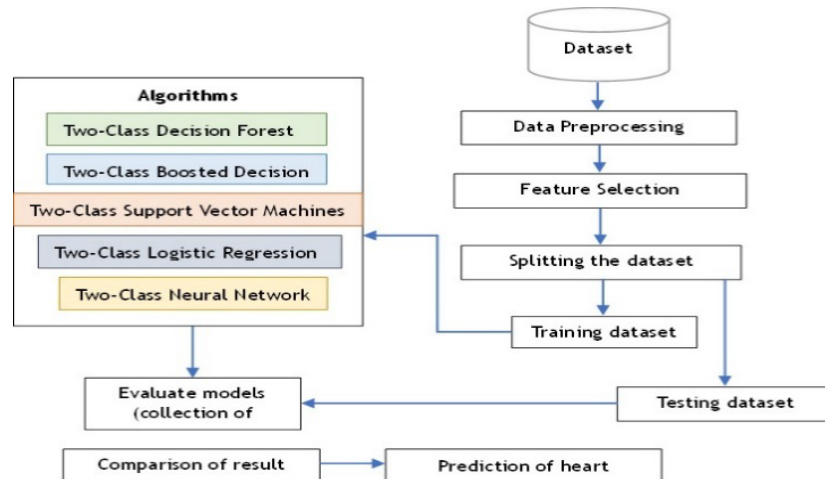 Dataset
Data Preprocessing
Feature Selection
Splitting the dataset
Training dataset
Testing dataset
Algorithms
Two-Class Decision Forest
Two-Class Boosted Decision
Two-Class Support Vector Machines
Two-Class Logistic Regression
Two-Class Neural Network
Evaluate models
(collection of
Comparison of result
Prediction of heart